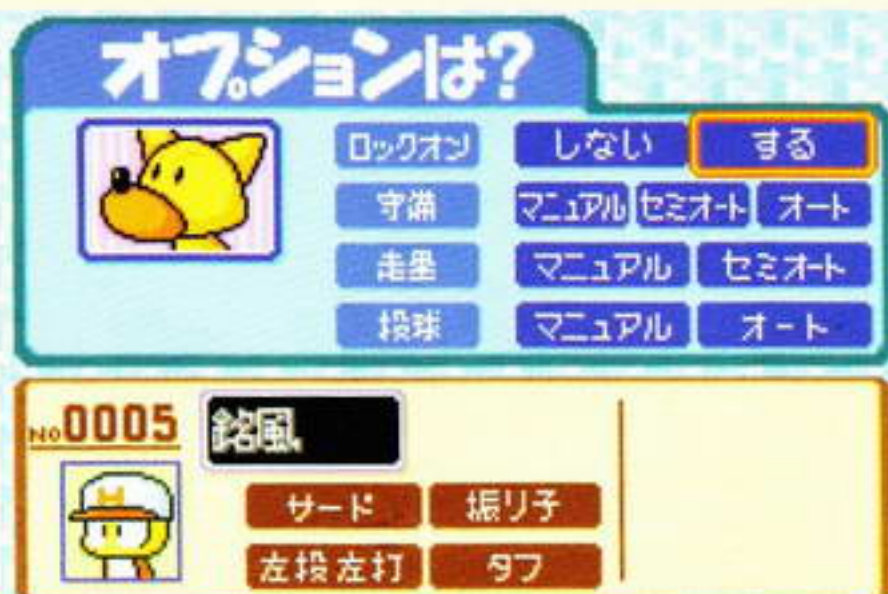 オプションは?
ロックオン しない する
守備 マニュアル セミオート オート
走塁 マニュアル セミオート
投球 マニュアル オート
No 0005 銘風
サード 振り子
左投左打 タフ